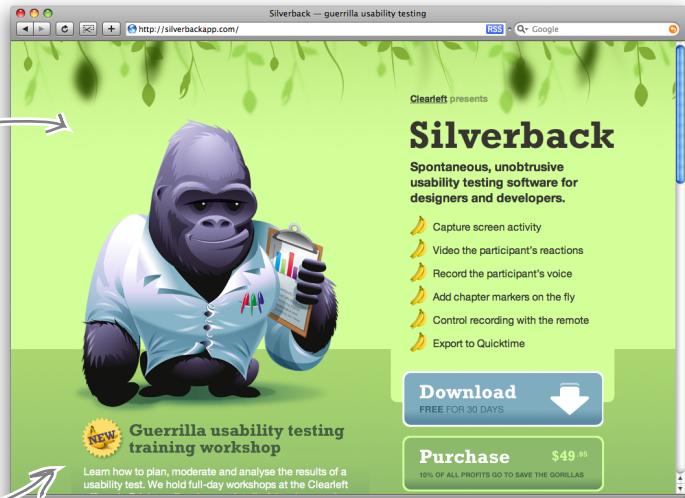 Silverback — guerrilla usability testing
http://silverbackapp.com/
RSS
Google
Clearleft presents
Silverback
Spontaneous, unobtrusive
usability testing software for
designers and developers.
Capture screen activity
Video the participant's reactions
Record the participant's voice
Add chapter markers on the fly
Control recording with the remote
Export to Quicktime
Download
FREE FOR 30 DAYS
Purchase $49.95
10% OF ALL PROFITS GO TO SAVE THE GORILLAS
NEW
Guerrilla usability testing
training workshop
Learn how to plan, moderate and analyse the results of a
usability test. We hold full-day workshops at the Clearleft